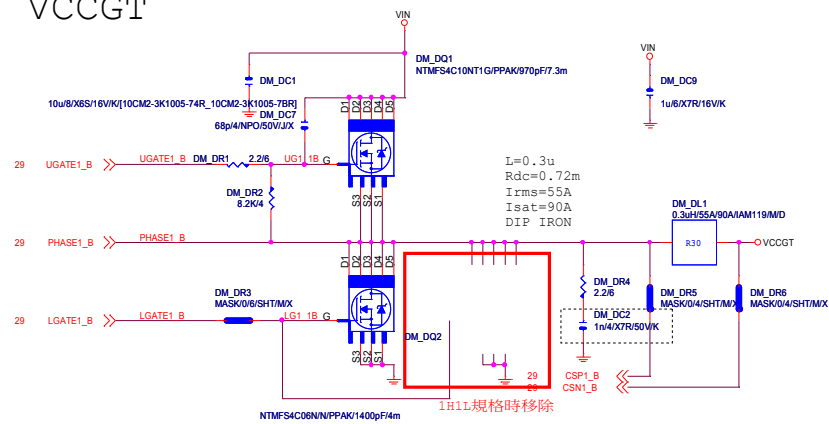 VCCGT
VIN
DM_DQ1
NTMFS4C10NT1G/PPAK/970pF/7.3m
VIN
DM_DC1
DM_DC9
10u/8/X6S/16V/K/[10CM2-3K1005-74R_10CM2-3K1005-7BR]
1u/6/X7R/16V/K
DM_DC7
68p/4/NPO/50V/J/X
D1
D2
D3
D4
D5
29 UGATE1_B UGATE1_B DM_DR1 2.2/6 UG1_1B G
DM_DR2
8.2K/4
S3
S2
S1
L=0.3u
Rdc=0.72m
Irms=55A
Isat=90A
DIP IRON
DM_DL1
0.3uH/55A/90A/IAM119/M/D
29 PHASE1_B PHASE1_B
R30
VCCGT
D1
D2
D3
D4
D5
DM_DR3
MASK/0/6/SHT/M/X
DM_DR4
2.2/6
DM_DR5
MASK/0/4/SHT/M/X
DM_DR6
MASK/0/4/SHT/M/X
29 LGATE1_B LGATE1_B LG1_1B G
DM_DC2
1n/4/X7R/50V/K
DM_DQ2
S3
S2
S1
29 CSP1_B
29 CSN1_B
1H1L規格時移除
NTMFS4C06N/N/PPAK/1400pF/4m